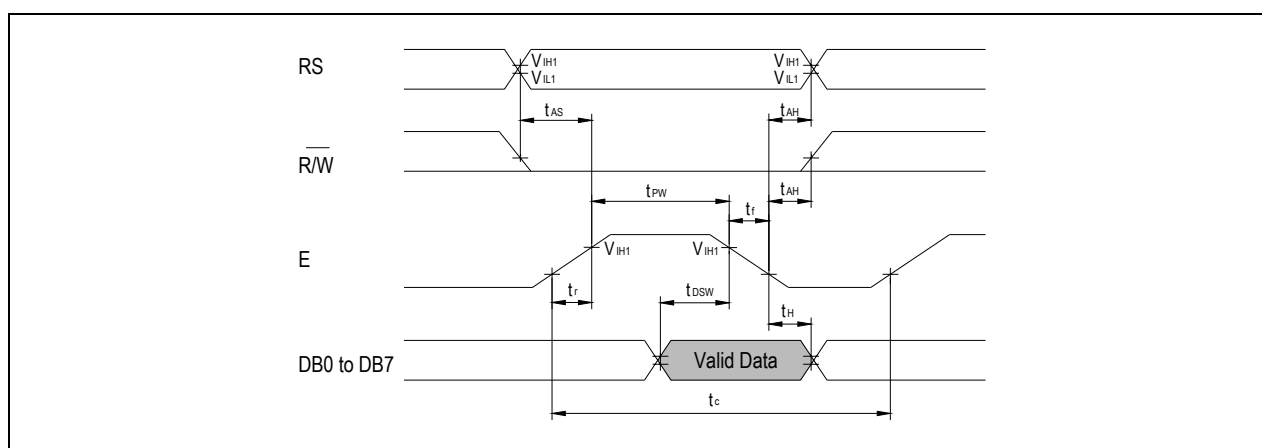 RS
VIH1
VIL1
VIH1
VIL1
tAS
tAH
R/W
tPW
tf
tAH
E
VIH1
VIH1
tr
tDSW
tH
DB0 to DB7
Valid Data
tc